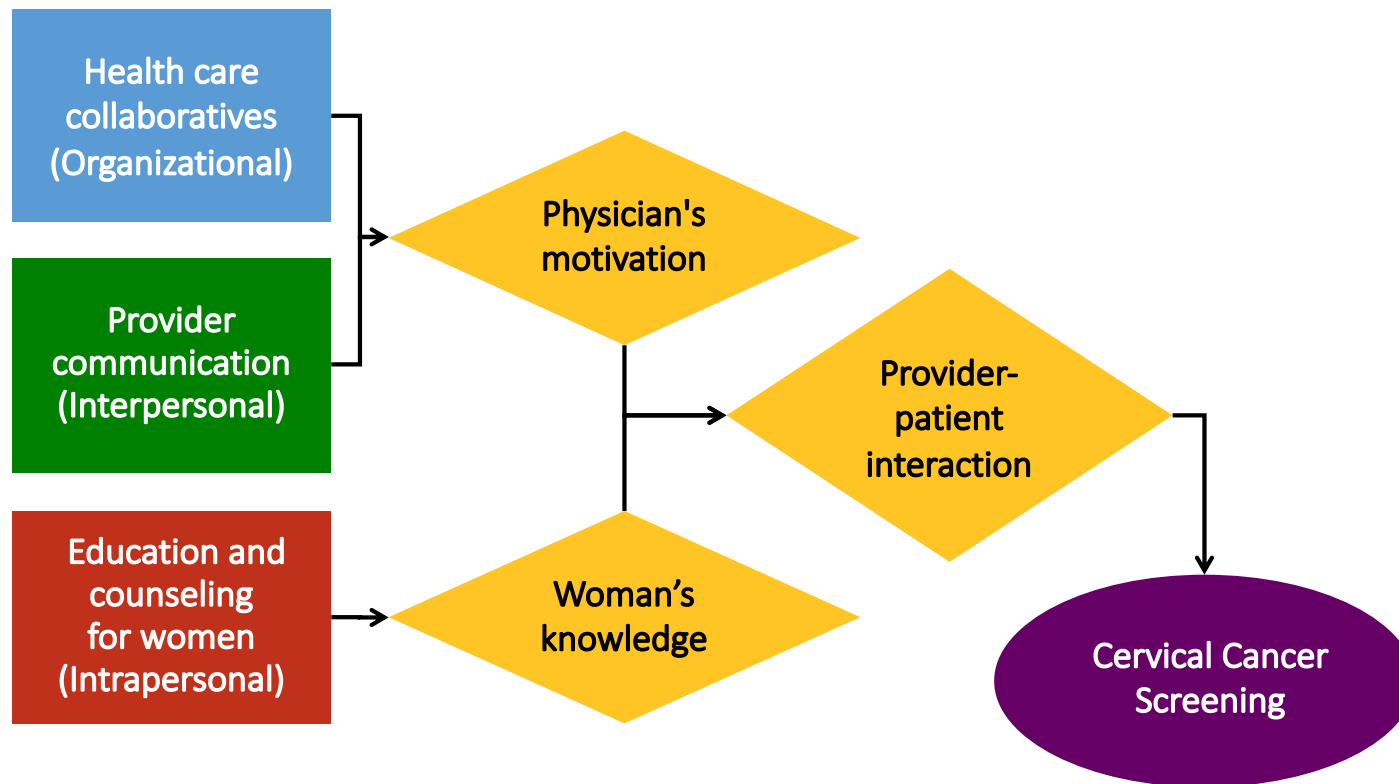 Health care
collaboratives
(Organizational)
Provider
communication
(Interpersonal)
Education and
counseling
for women
(Intrapersonal)
Physician's
motivation
Woman’s
knowledge
Provider-
patient
interaction
Cervical Cancer
Screening